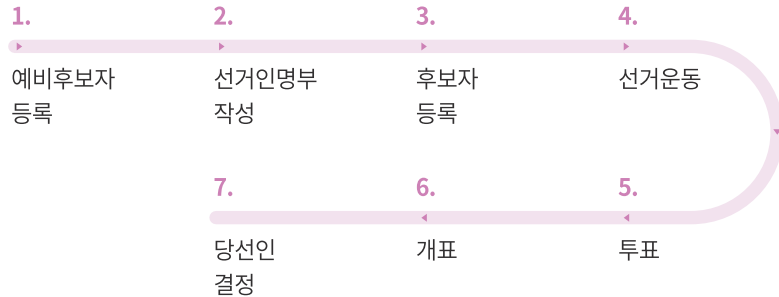 1.
예비후보자
등록
2.
선거인명부
작성
3.
후보자
등록
4.
선거운동
5.
투표
6.
개표
7.
당선인
결정